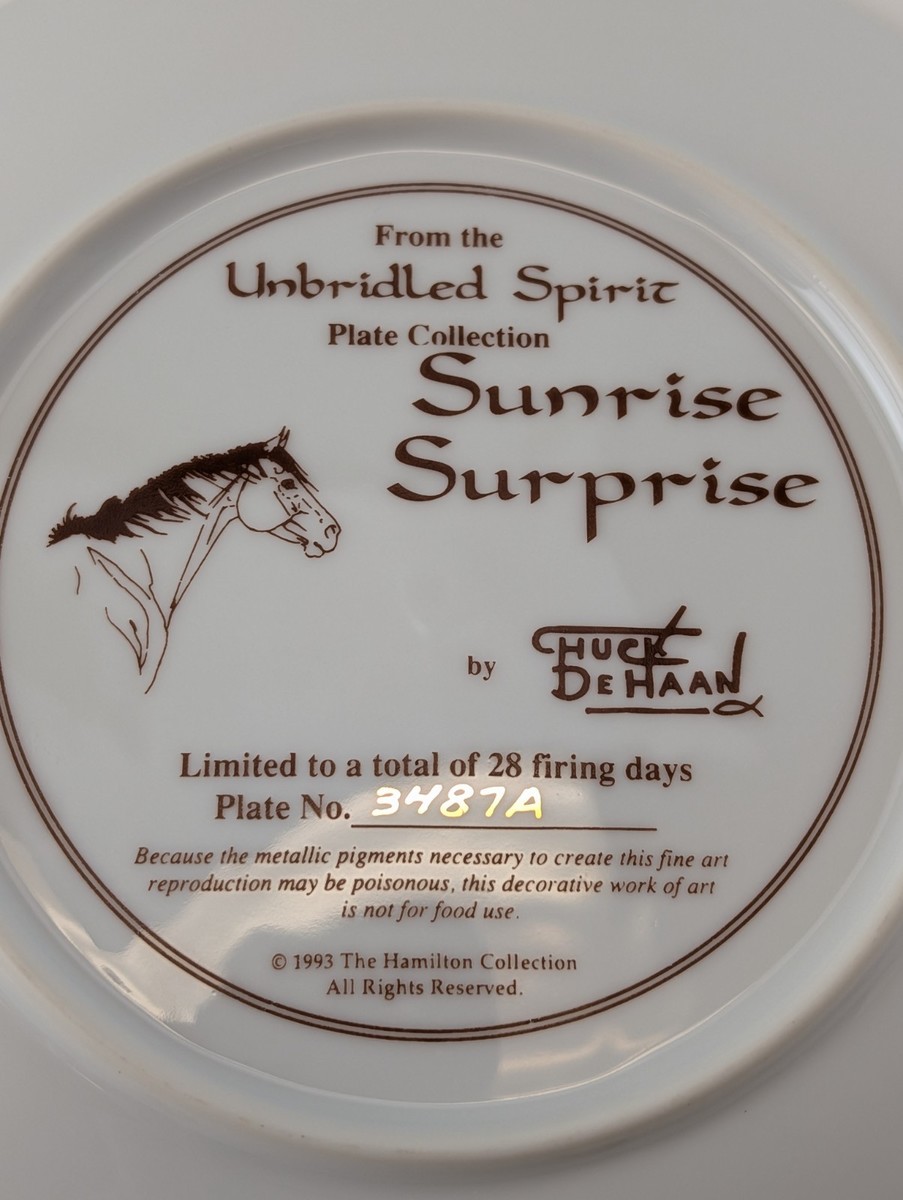 From the
Unbridled Spirit
Plate Collection
Sunrise
Surprise
by CHUCK
DEHAAN
Limited to a total of 28 firing days
Plate No. 3487A
Because the metallic pigments necessary to create this fine art
reproduction may be poisonous, this decorative work of art
is not for food use.
© 1993 The Hamilton Collection
All Rights Reserved.